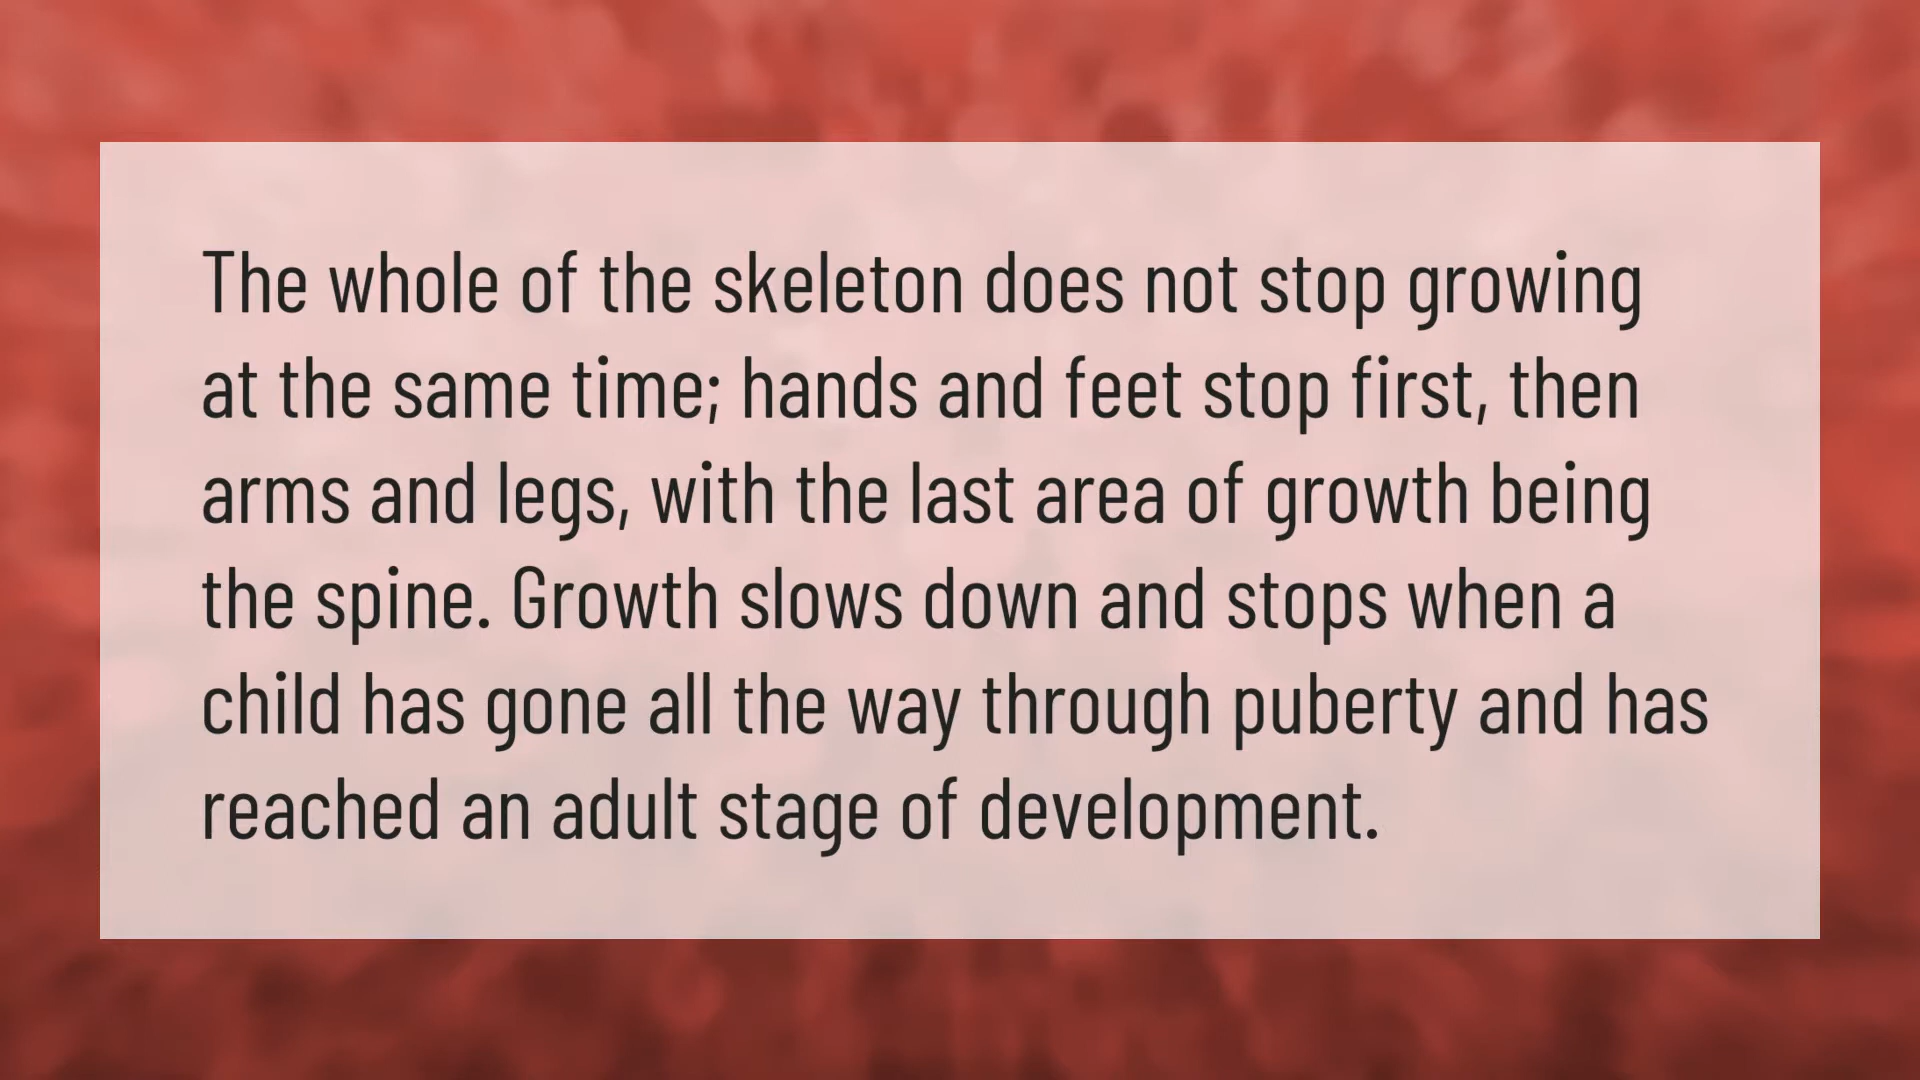 The whole of the skeleton does not stop growing
at the same time; hands and feet stop first, then
arms and legs, with the last area of growth being
the spine. Growth slows down and stops when a
child has gone all the way through puberty and has
reached an adult stage of development.